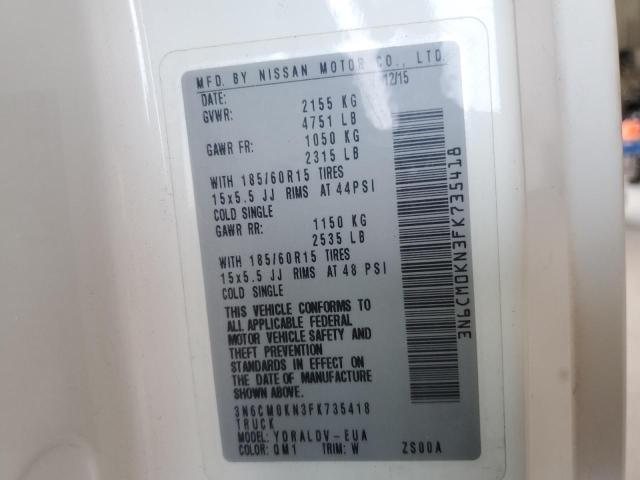 MFD. BY NISSAN MOTOR CO., LTD.
DATE: 12/15
GVWR: 2155 KG
4751 LB
GAWR FR: 1050 KG
2315 LB
WITH 185/60R15 TIRES
15x5.5 JJ RIMS AT 44PSI
COLD SINGLE
GAWR RR: 1150 KG
2535 LB
WITH 185/60R15 TIRES
15x5.5 JJ RIMS AT 48 PSI
COLD SINGLE
THIS VEHICLE CONFORMS TO
ALL APPLICABLE FEDERAL
MOTOR VEHICLE SAFETY AND
THEFT PREVENTION
STANDARDS IN EFFECT ON
THE DATE OF MANUFACTURE
SHOWN ABOVE.
3N6CM0KN3FK735418
TRUCK
MODEL: YDRALDV-EUA
COLOR: QM1 TRIM: W ZS00A
3N6CM0KN3FK735418